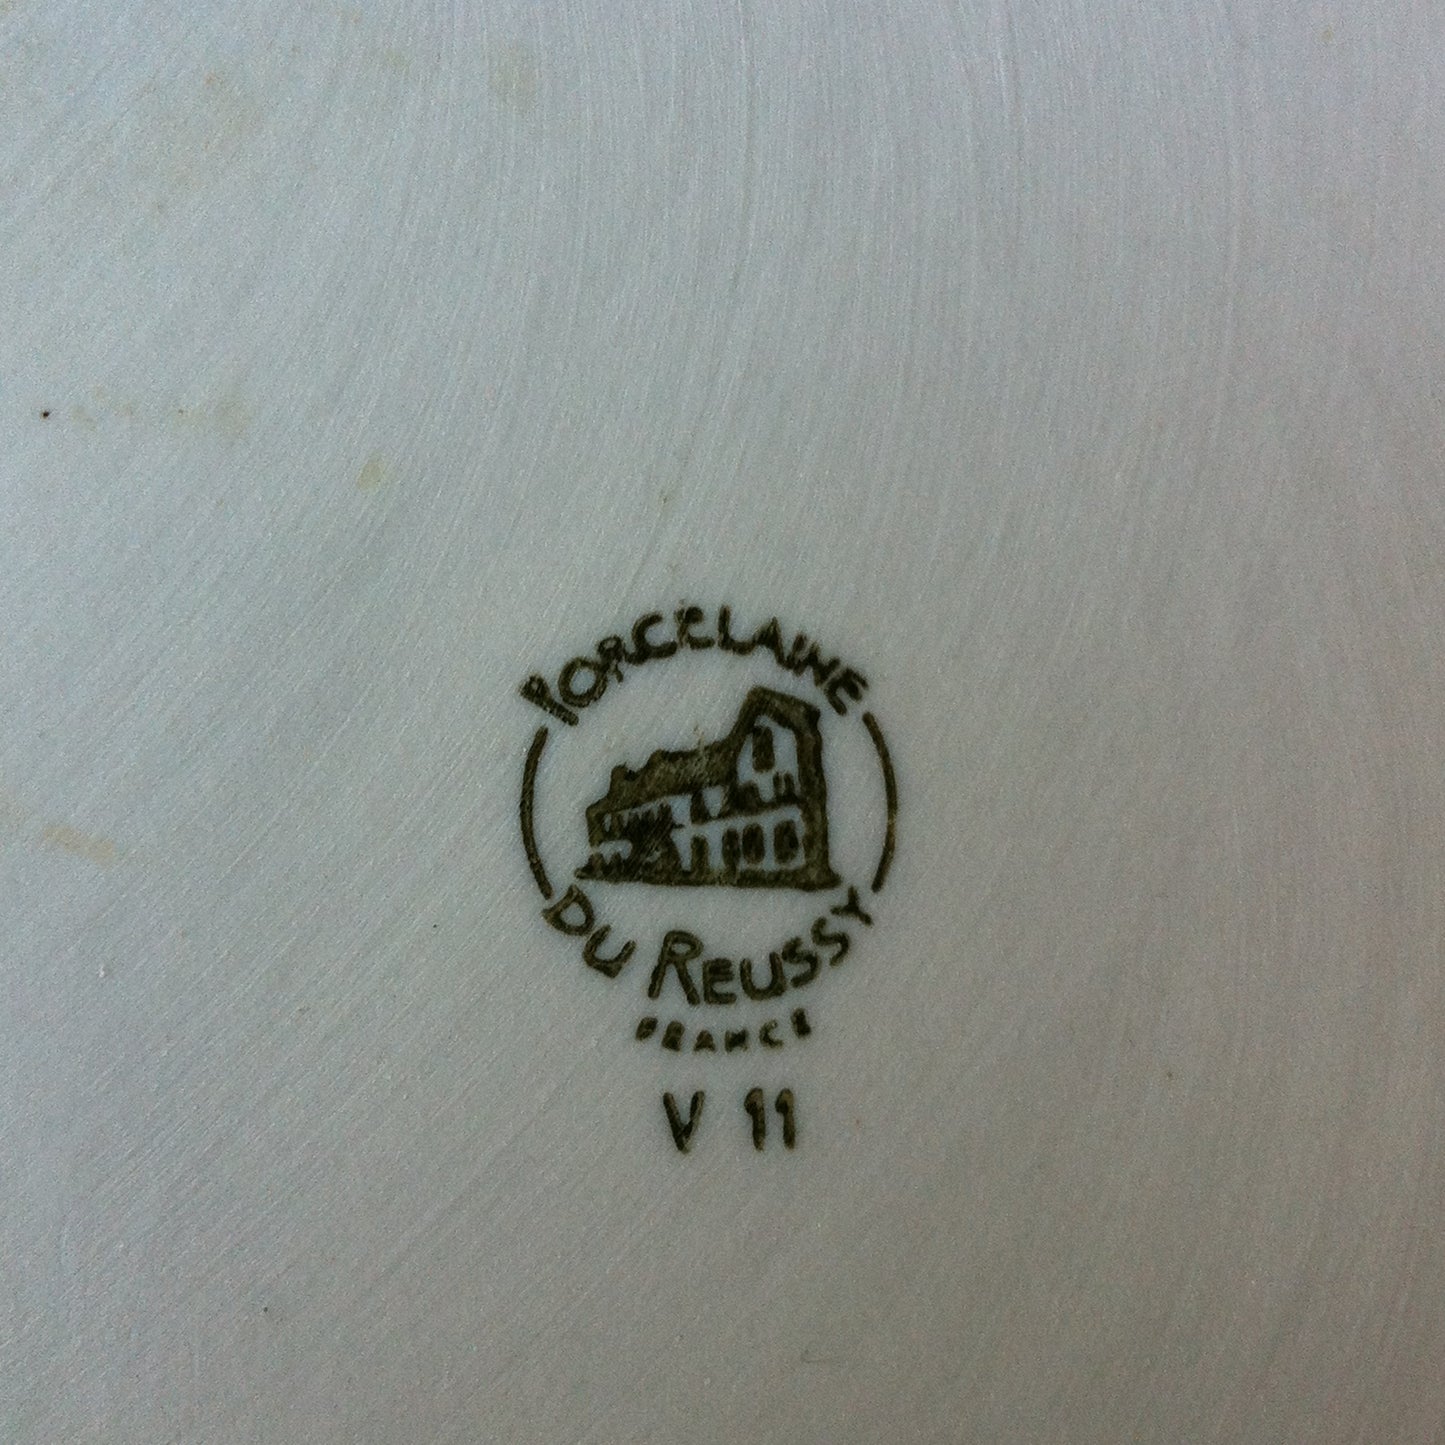 PORCELAINE
DU REUSSY
FRANCE
V 11